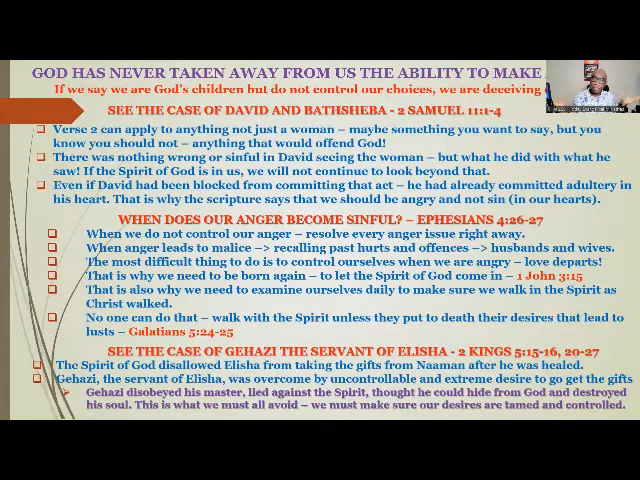 GOD HAS NEVER TAKEN AWAY FROM US THE ABILITY TO MAKE
If we say we are God's children but do not control our choices, we are deceiving
SEE THE CASE OF DAVID AND BATHSHEBA - 2 SAMUEL 11:1-4
Verse 2 can apply to anything not just a woman – maybe something you want to say, but you
know you should not – anything that would offend God!
There was nothing wrong or sinful in David seeing the woman – but what he did with what he
saw! If the Spirit of God is in us, we will not continue to look beyond that.
Even if David had been blocked from committing that act – he had already committed adultery in
his heart. That is why the scripture says that we should be angry and not sin (in our hearts).
WHEN DOES OUR ANGER BECOME SINFUL? – EPHESIANS 4:26-27
When we do not control our anger – resolve every anger issue right away.
When anger leads to malice –> recalling past hurts and offences –> husbands and wives.
The most difficult thing to do is to control ourselves when we are angry – love departs!
That is why we need to be born again – to let the Spirit of God come in – 1 John 3:15
That is also why we need to examine ourselves daily to make sure we walk in the Spirit as
Christ walked.
No one can do that – walk with the Spirit unless they put to death their desires that lead to
lusts – Galatians 5:24-25
SEE THE CASE OF GEHAZI THE SERVANT OF ELISHA - 2 KINGS 5:15-16, 20-27
The Spirit of God disallowed Elisha from taking the gifts from Naaman after he was healed.
Gehazi, the servant of Elisha, was overcome by uncontrollable and extreme desire to go get the gifts
Gehazi disobeyed his master, lied against the Spirit, thought he could hide from God and destroyed
his soul. This is what we must all avoid – we must make sure our desires are tamed and controlled.